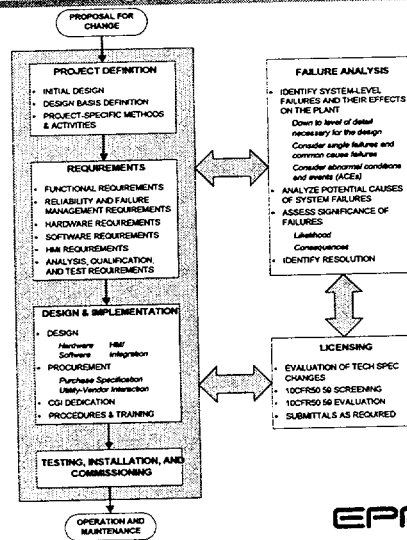 PROPOSAL FOR
CHANGE
PROJECT DEFINITION
• INITIAL DESIGN
• DESIGN BASIS DEFINITION
• PROJECT-SPECIFIC METHODS
& ACTIVITIES
REQUIREMENTS
• FUNCTIONAL REQUIREMENTS
• RELIABILITY AND FAILURE
MANAGEMENT REQUIREMENTS
• HARDWARE REQUIREMENTS
• SOFTWARE REQUIREMENTS
• HMI REQUIREMENTS
• ANALYSIS, QUALIFICATION,
AND TEST REQUIREMENTS
DESIGN & IMPLEMENTATION
• DESIGN
Hardware HMI/
Software Integration
• PROCUREMENT
Purchase Specification
Utility-Vendor Interaction
• CGI DEDICATION
• PROCEDURES & TRAINING
TESTING, INSTALLATION, AND
COMMISSIONING
OPERATION AND
MAINTENANCE
FAILURE ANALYSIS
• IDENTIFY SYSTEM-LEVEL
FAILURES AND THEIR EFFECTS
ON THE PLANT
Down to level of detail
necessary for the design
Consider single failures and
common cause failures
Consider abnormal conditions
and events (ACEs)
• ANALYZE POTENTIAL CAUSES
OF SYSTEM FAILURES
• ASSESS SIGNIFICANCE OF
FAILURES
Likelihood
Consequences
• IDENTIFY RESOLUTION
LICENSING
• EVALUATION OF TECH SPEC
CHANGES
• 10CFR50 59 SCREENING
• 10CFR50 59 EVALUATION
• SUBMITTALS AS REQUIRED